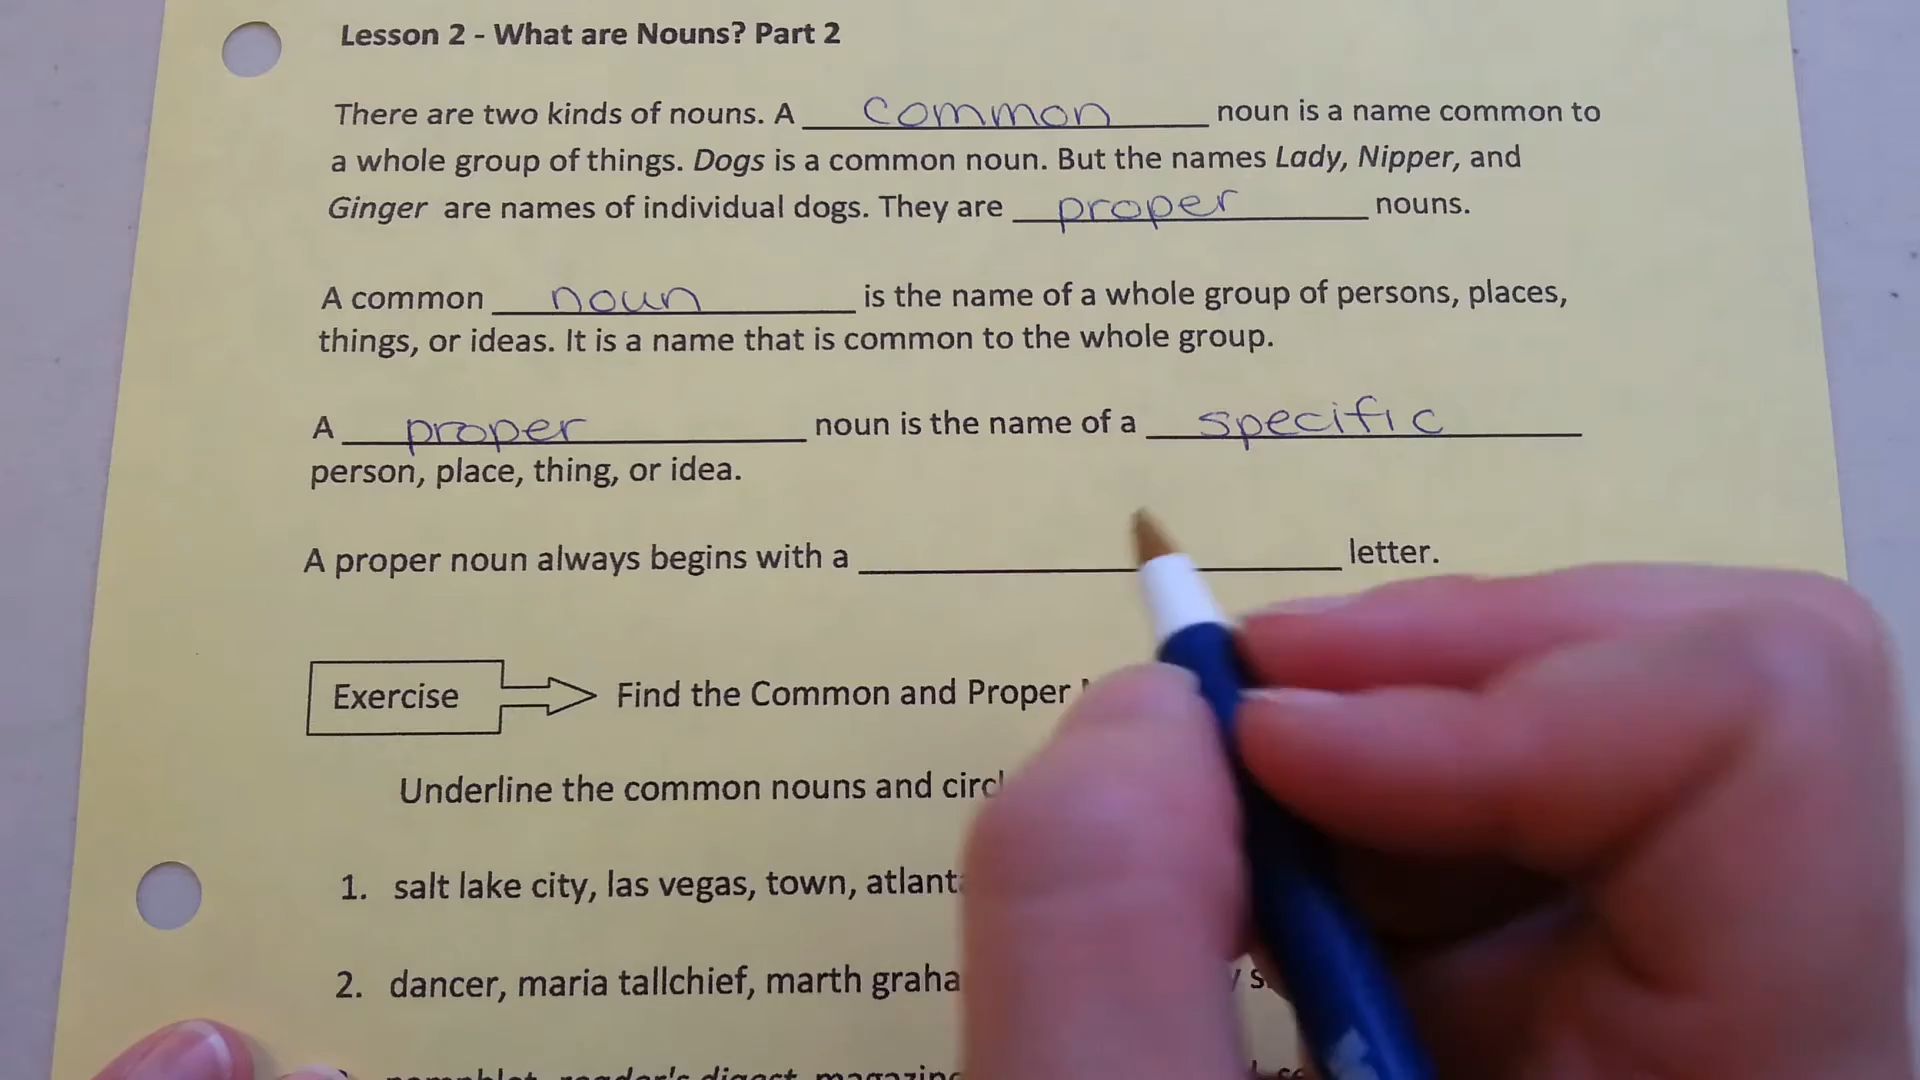 Lesson 2 - What are Nouns? Part 2
There are two kinds of nouns. A common noun is a name common to
a whole group of things. Dogs is a common noun. But the names Lady, Nipper, and
Ginger are names of individual dogs. They are proper nouns.
A common noun is the name of a whole group of persons, places,
things, or ideas. It is a name that is common to the whole group.
A proper noun is the name of a specific
person, place, thing, or idea.
A proper noun always begins with a letter.
Exercise Find the Common and Proper
Underline the common nouns and
1. salt lake city, las vegas, town,
2. dancer, maria tallchief, marth
reader's digest,